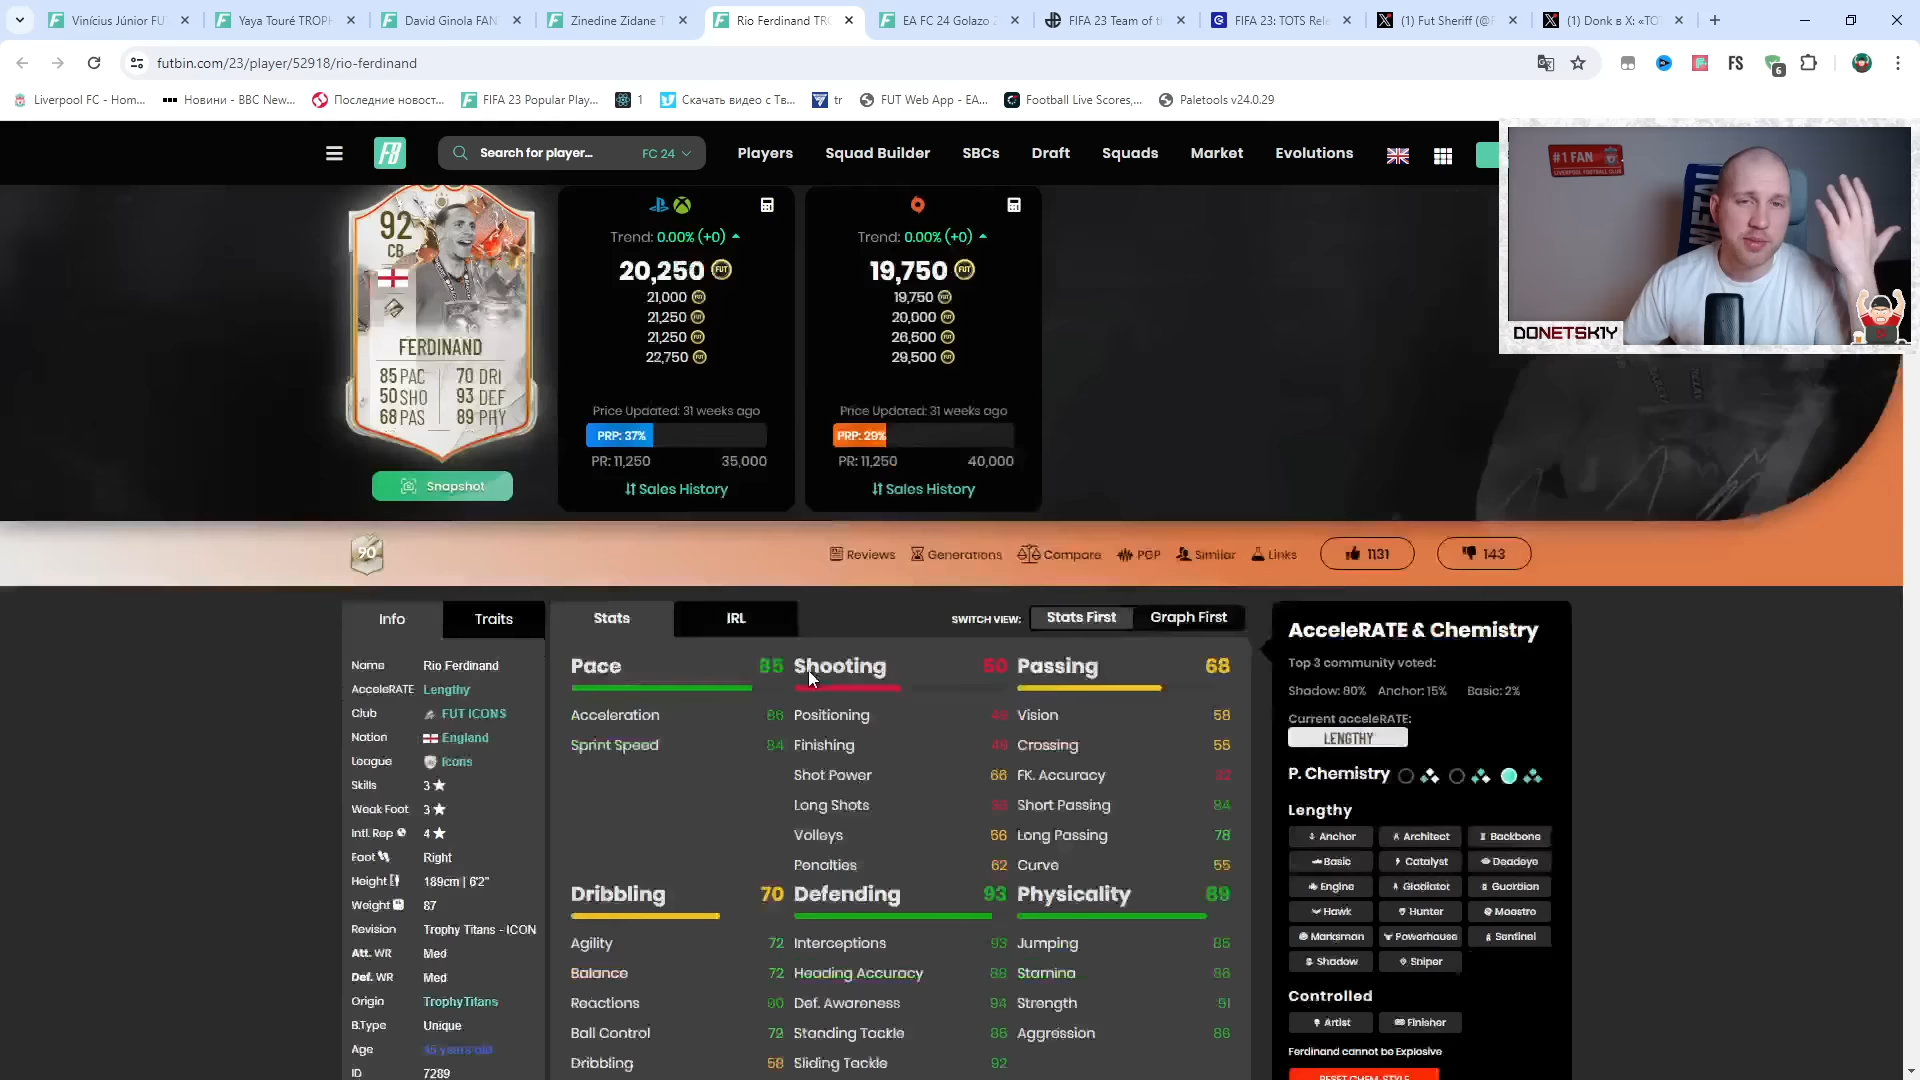 Vinícius Júnior FU
Yaya Touré TROPH
David Ginola FAN
Zinedine Zidane T
Rio Ferdinand TRO
EA FC 24 Golazo
FIFA 23 Team of t
FIFA 23: TOTS Rele
(1) Fut Sheriff (@F
(1) Donk в X: «TO
futbin.com/23/player/52918/rio-ferdinand
FS
6
Liverpool FC - Hom...
Новини - BBC New...
Последние новост...
FIFA 23 Popular Play...
1
Скачать видео с Тв...
tr
FUT Web App - EA...
Football Live Scores,...
Paletools v24.0.29
FB
Search for player...
FC 24
Players
Squad Builder
SBCs
Draft
Squads
Market
Evolutions
#1 FAN
LIVERPOOL FOOTBALL CLUB
DONETSK1Y
92
CB
FERDINAND
85 PAC
70 DRI
50 SHO
93 DEF
68 PAS
89 PHY
Snapshot
Trend: 0.00% (+0)
20,250
21,000
21,250
21,250
22,750
Price Updated: 31 weeks ago
PRP: 37%
PR: 11,250
35,000
Sales History
Trend: 0.00% (+0)
19,750
19,750
20,000
26,500
29,500
Price Updated: 31 weeks ago
PRP: 29%
PR: 11,250
40,000
Sales History
90
Reviews
Generations
Compare
PGP
Similar
Links
1131
143
Info
Traits
Name Rio Ferdinand
AcceleRATE Lengthy
Club FUT ICONS
Nation England
League Icons
Skills 3
Weak Foot 3
Intl. Rep 4
Foot Right
Height 189cm | 6'2"
Weight 87
Revision Trophy Titans - ICON
Att. WR Med
Def. WR Med
Origin TrophyTitans
B.Type Unique
Age 45 years old
ID 7289
Stats
IRL
SWITCH VIEW:
Stats First
Graph First
Pace 85
Acceleration 86
Sprint Speed 84
Shooting 50
Positioning
Finishing
Shot Power 66
Long Shots
Volleys 56
Penalties 62
Passing 68
Vision 58
Crossing 56
FK. Accuracy 32
Short Passing 84
Long Passing 78
Curve 55
Dribbling 70
Agility 72
Balance 72
Reactions 90
Ball Control 72
Dribbling 58
Defending 93
Interceptions 93
Heading Accuracy 88
Def. Awareness 94
Standing Tackle
Sliding Tackle 92
Physicality 89
Jumping 85
Stamina 86
Strength
Aggression 86
AcceleRATE & Chemistry
Top 3 community voted:
Shadow: 80%
Anchor: 15%
Basic: 2%
Current acceleRATE:
LENGTHY
P. Chemistry
Lengthy
Anchor
Architect
Backbone
Basic
Catalyst
Deadeye
Engine
Gladiator
Guardian
Hawk
Hunter
Maestro
Marksman
Powerhouse
Sentinel
Shadow
Sniper
Controlled
Artist
Finisher
Ferdinand cannot be Explosive
RESET CHEM. STYLE